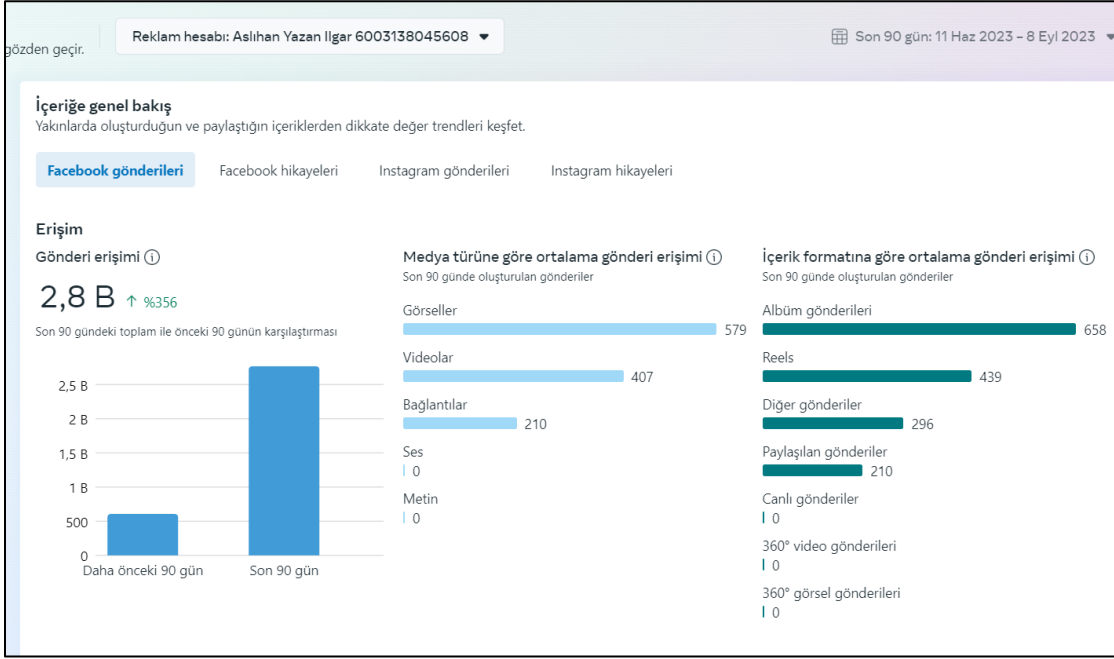 gözden geçir.
Reklam hesabı: Aslıhan Yazan Ilgar 6003138045608
Son 90 gün: 11 Haz 2023 – 8 Eyl 2023
İçeriğe genel bakış
Yakınlarda oluşturduğun ve paylaştığın içeriklerden dikkate değer trendleri keşfet.
Facebook gönderileri
Facebook hikayeleri
Instagram gönderileri
Instagram hikayeleri
Erişim
Gönderi erişimi
2,8 B ↑ %356
Son 90 gündeki toplam ile önceki 90 günün karşılaştırması
2,5 B
2 B
1,5 B
1 B
500
0
Daha önceki 90 gün
Son 90 gün
Medya türüne göre ortalama gönderi erişimi
Son 90 günde oluşturulan gönderiler
Görseller
579
Videolar
407
Bağlantılar
210
Ses
0
Metin
0
İçerik formatına göre ortalama gönderi erişimi
Son 90 günde oluşturulan gönderiler
Albüm gönderileri
658
Reels
439
Diğer gönderiler
296
Paylaşılan gönderiler
210
Canlı gönderiler
0
360° video gönderileri
0
360° görsel gönderileri
0